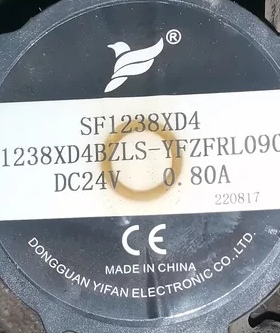 ®
SF1238XD4
1238XD4BZLS-YFZFRL090
DC24V 0.80A
220817
CE
MADE IN CHINA
DONGGUAN YIFAN ELECTRONIC CO., LTD.